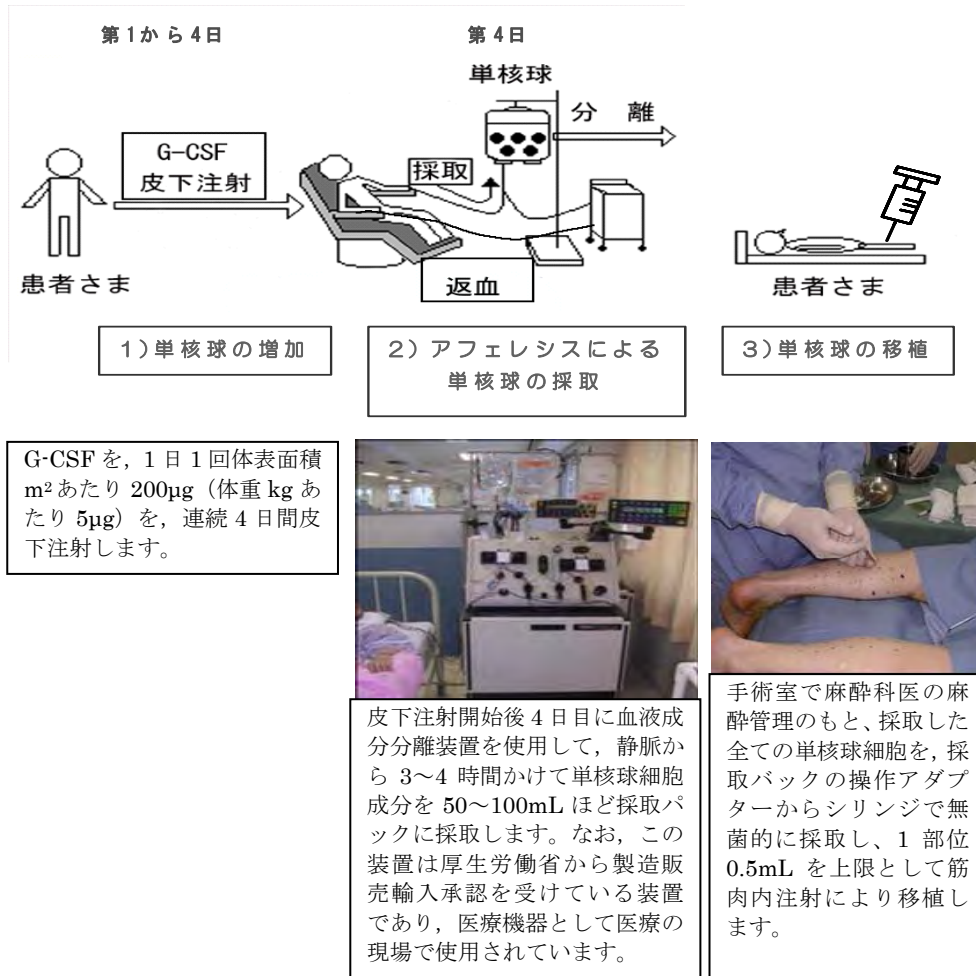 第1から4日
第4日
単核球
分 離
G-CSF
皮下注射
採取
返血
患者さま
患者さま
1)単核球の増加
2) アフェレシスによる
単核球の採取
3)単核球の移植
G-CSF を，1 日 1 回体表面積
m²あたり 200µg（体重 kg あ
たり 5µg）を，連続 4 日間皮
下注射します。
皮下注射開始後 4 日目に血液成
分分離装置を使用して，静脈か
ら 3～4 時間かけて単核球細胞
成分を 50～100mL ほど採取パ
ックに採取します。なお，この
装置は厚生労働省から製造販
売輸入承認を受けている装置
であり，医療機器として医療の
現場で使用されています。
手術室で麻酔科医の麻
酔管理のもと、採取した
全ての単核球細胞を，採
取バックの操作アダプ
ターからシリンジで無
菌的に採取し、1 部位
0.5mL を上限として筋
肉内注射により移植し
ます。